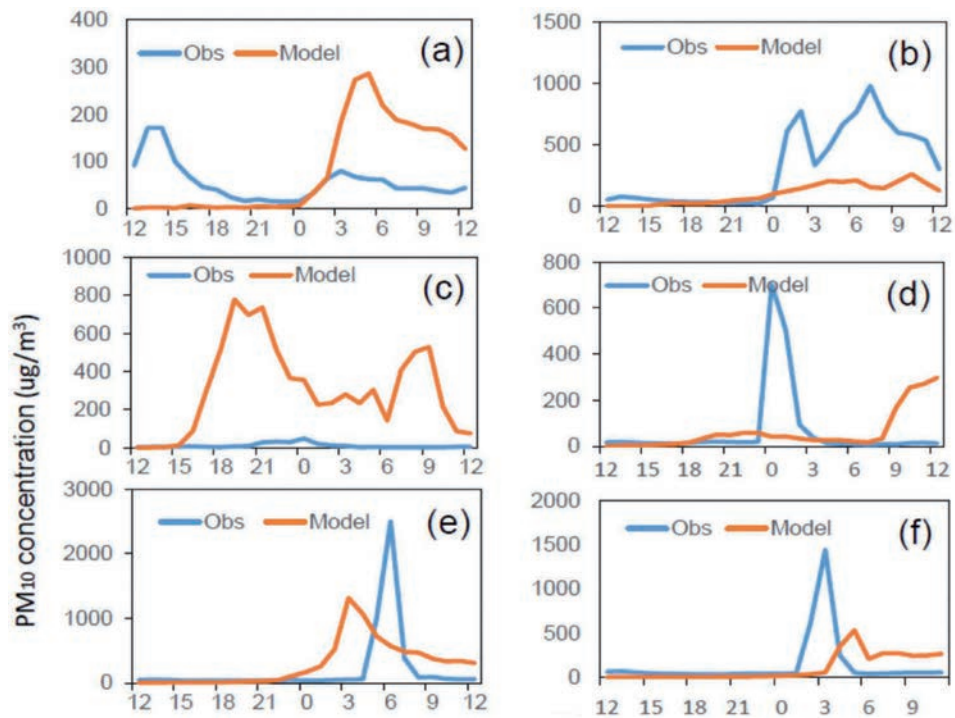 400
300
200
100
0
Obs Model (a)
12 15 18 21 0 3 6 9 12
1500
1000
500
0
Obs Model (b)
12 15 18 21 0 3 6 9 12
1000
800
600
400
200
0
Obs Model (c)
12 15 18 21 0 3 6 9 12
800
600
400
200
0
Obs Model (d)
12 15 18 21 0 3 6 9 12
3000
2000
1000
0
Obs Model (e)
12 15 18 21 0 3 6 9 12
2000
1500
1000
500
0
Obs Model (f)
12 15 18 21 0 3 6 9 12
PM10 concentration (ug/m³)